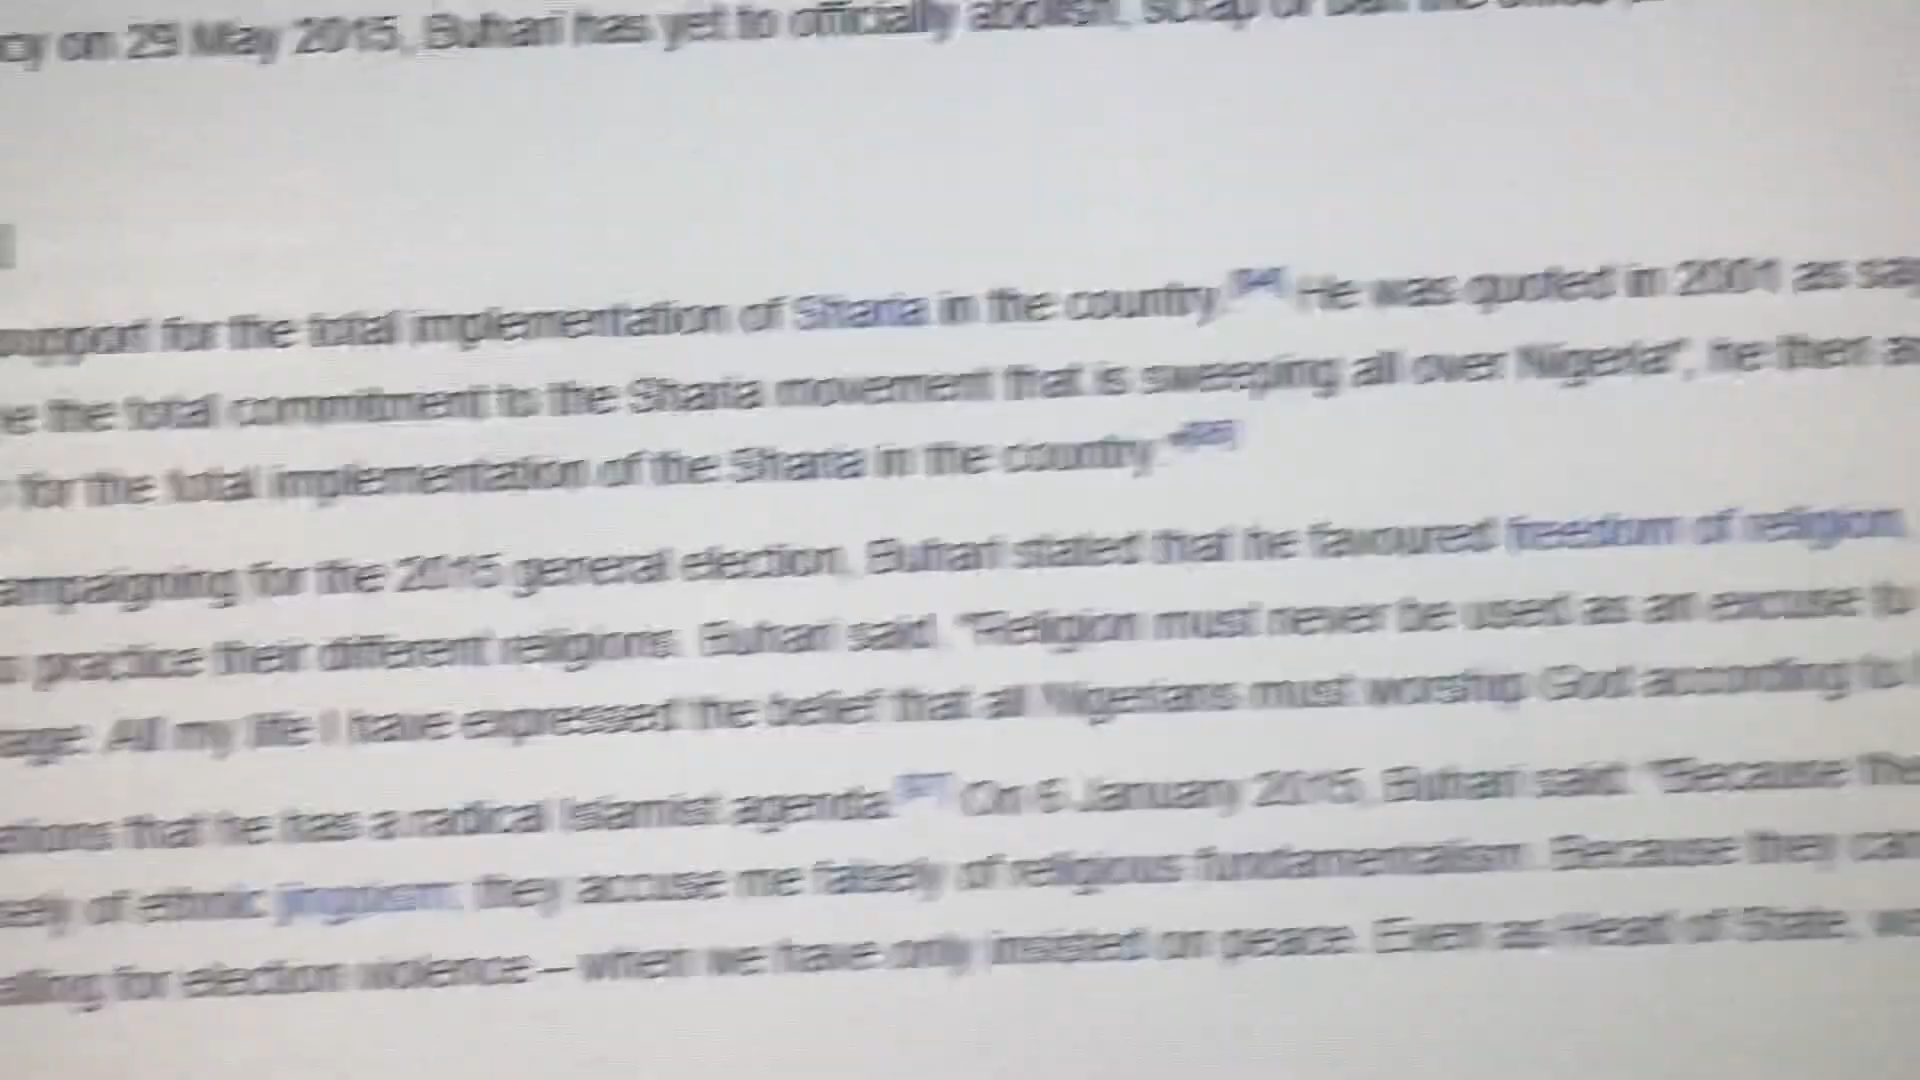 on 29 May 2015, Buhari has yet to officially abolish, scrap or
support for the total implementation of Sharia in the country. He was quoted in 2001 as
the total commitment to the Sharia movement that is sweeping all over Nigeria", he then
for the total implementation of the Sharia in the country."
campaigning for the 2015 general election, Buhari stated that he favoured freedom of religion
practice their different religions. Buhari said, "Religion must never be used as an excuse to
All my life I have expressed the belief that all Nigerians must worship God according to
that he has a radical Islamist agenda. On 6 January 2015, Buhari said: "Because
of ethnic jingoism, they accuse me falsely of religious fundamentalism. Because they
for election violence – when we have only insisted on peace. Even as Head of State, we